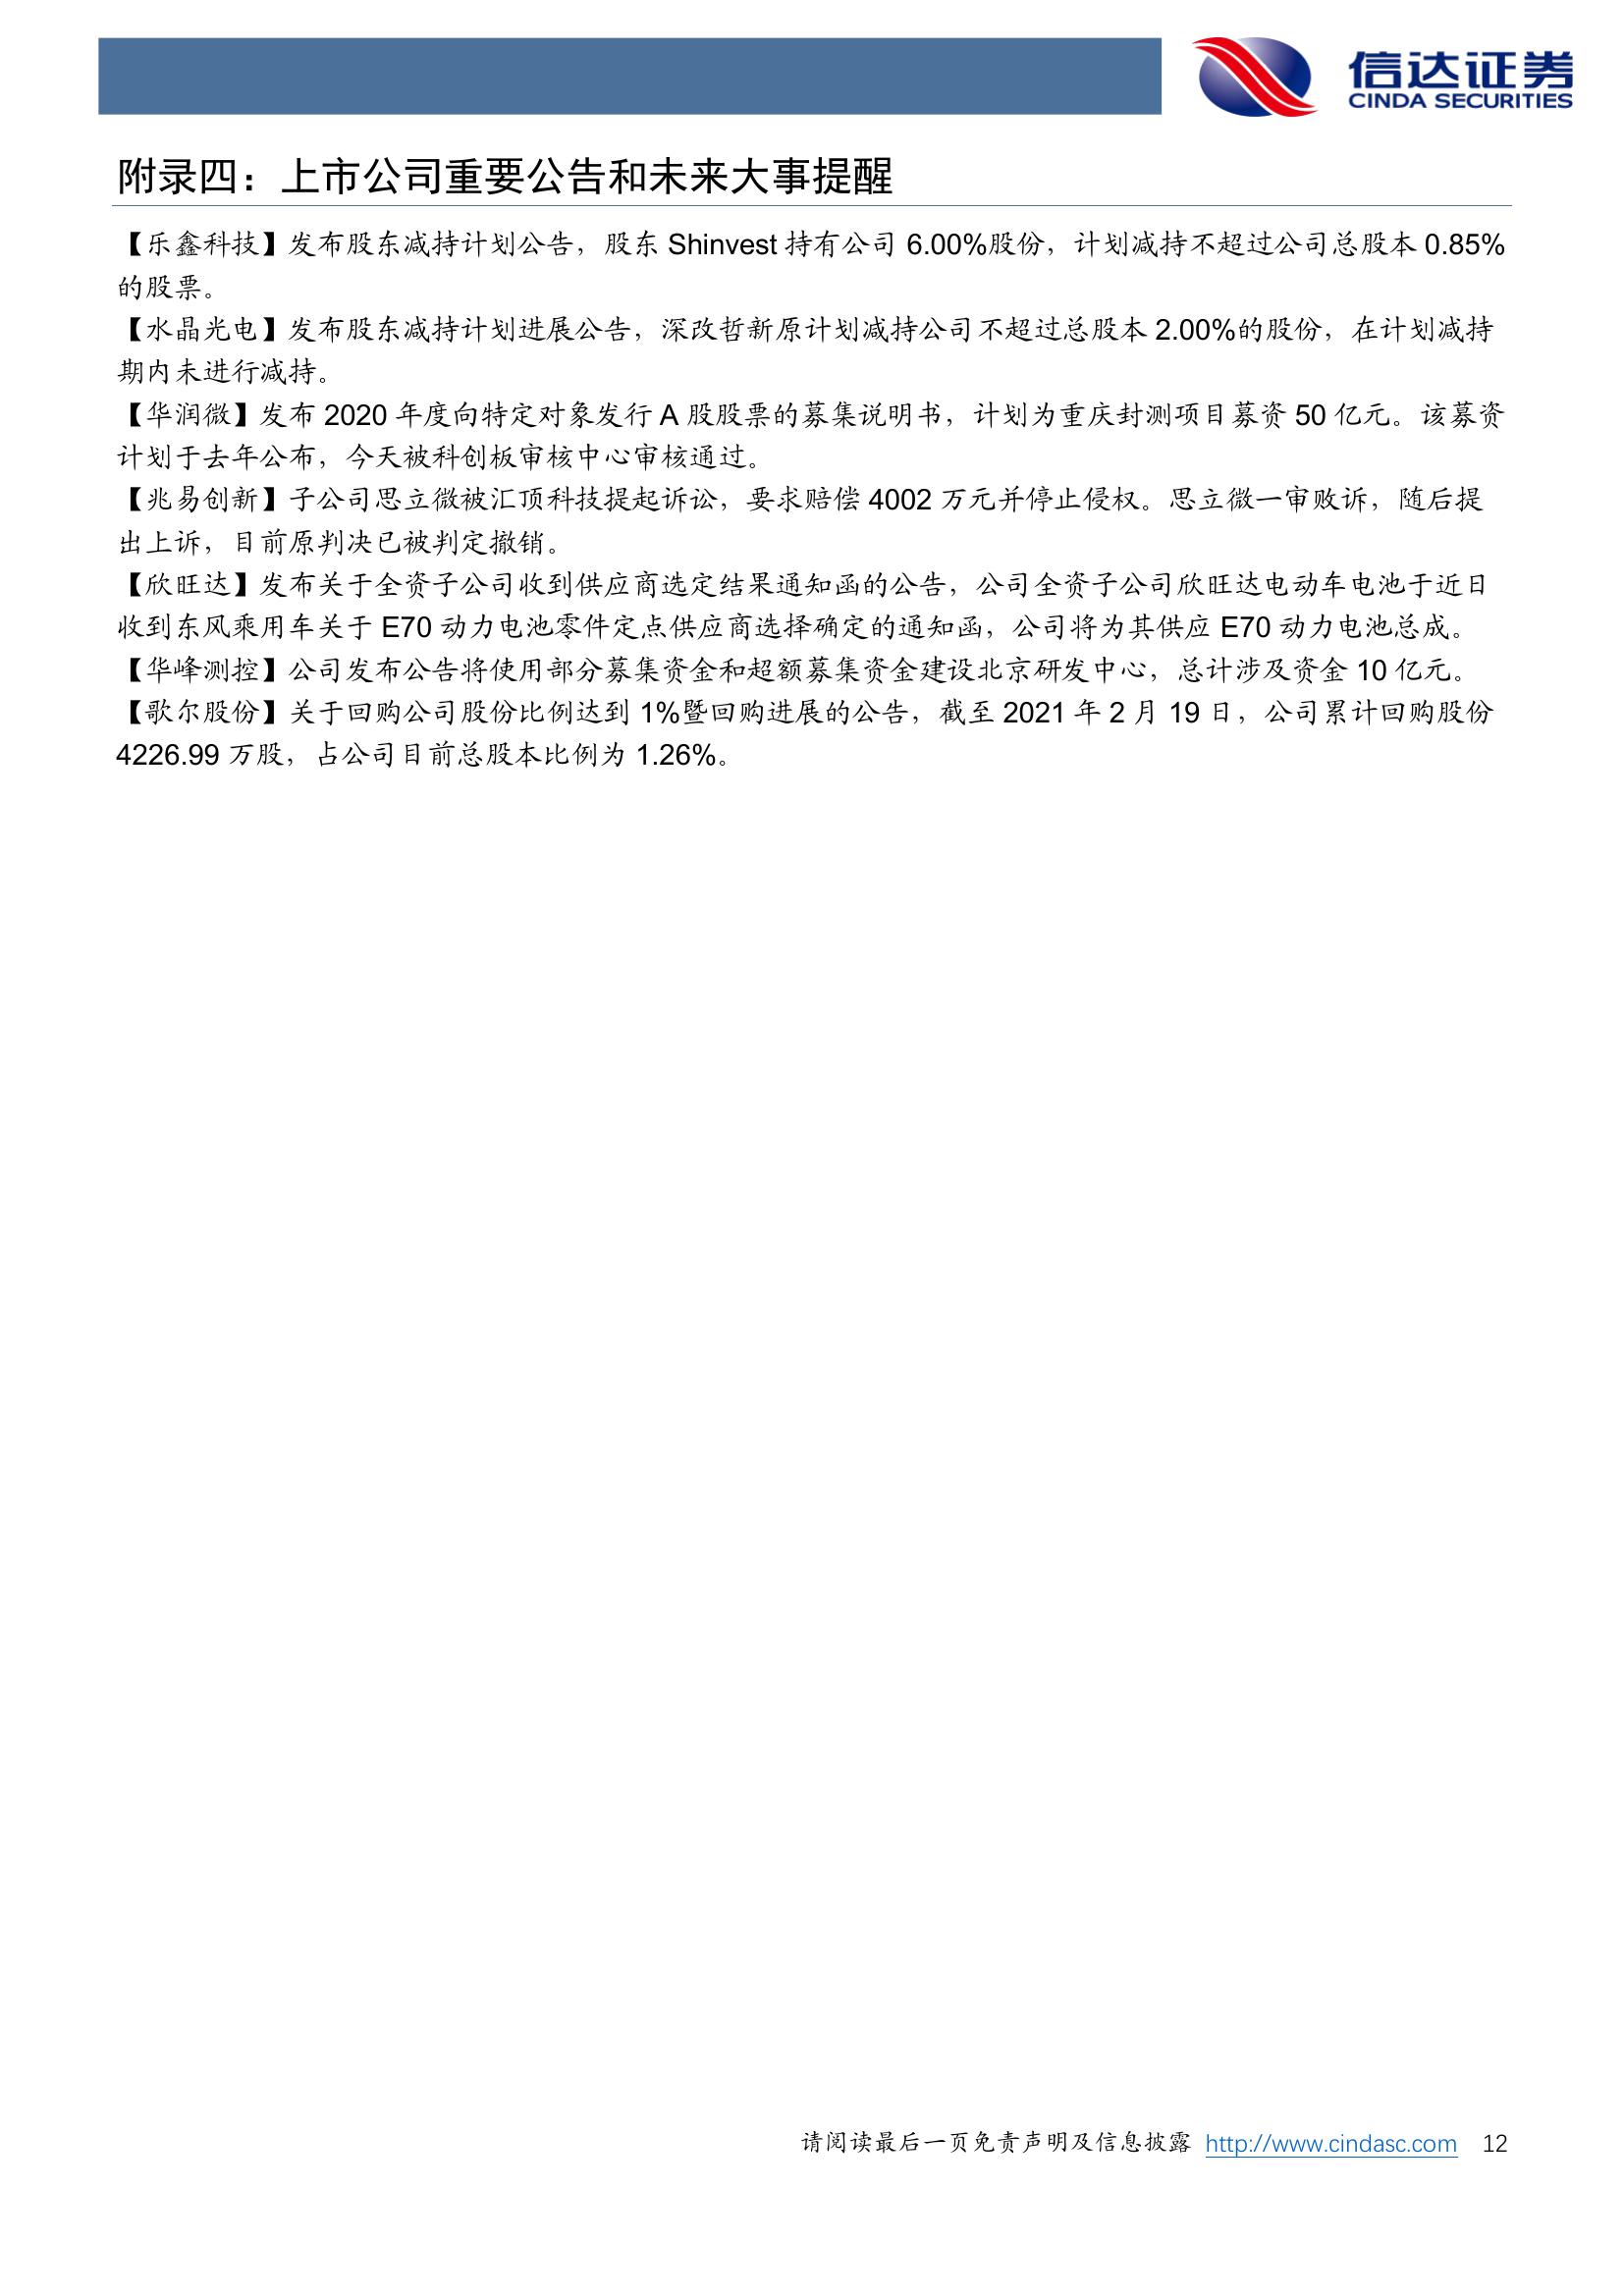 信达证券
CINDA SECURITIES
附录四：上市公司重要公告和未来大事提醒
【乐鑫科技】发布股东减持计划公告，股东 Shinvest 持有公司 6.00%股份，计划减持不超过公司总股本 0.85%
的股票。
【水晶光电】发布股东减持计划进展公告，深改哲新原计划减持公司不超过总股本 2.00%的股份，在计划减持
期内未进行减持。
【华润微】发布 2020 年度向特定对象发行 A 股股票的募集说明书，计划为重庆封测项目募资 50 亿元。该募资
计划于去年公布，今天被科创板审核中心审核通过。
【兆易创新】子公司思立微被汇顶科技提起诉讼，要求赔偿 4002 万元并停止侵权。思立微一审败诉，随后提
出上诉，目前原判决已被判定撤销。
【欣旺达】发布关于全资子公司收到供应商选定结果通知函的公告，公司全资子公司欣旺达电动车电池于近日
收到东风乘用车关于 E70 动力电池零件定点供应商选择确定的通知函，公司将为其供应 E70 动力电池总成。
【华峰测控】公司发布公告将使用部分募集资金和超额募集资金建设北京研发中心，总计涉及资金 10 亿元。
【歌尔股份】关于回购公司股份比例达到 1%暨回购进展的公告，截至 2021 年 2 月 19 日，公司累计回购股份
4226.99 万股，占公司目前总股本比例为 1.26%。
请阅读最后一页免责声明及信息披露 http://www.cindasc.com 12